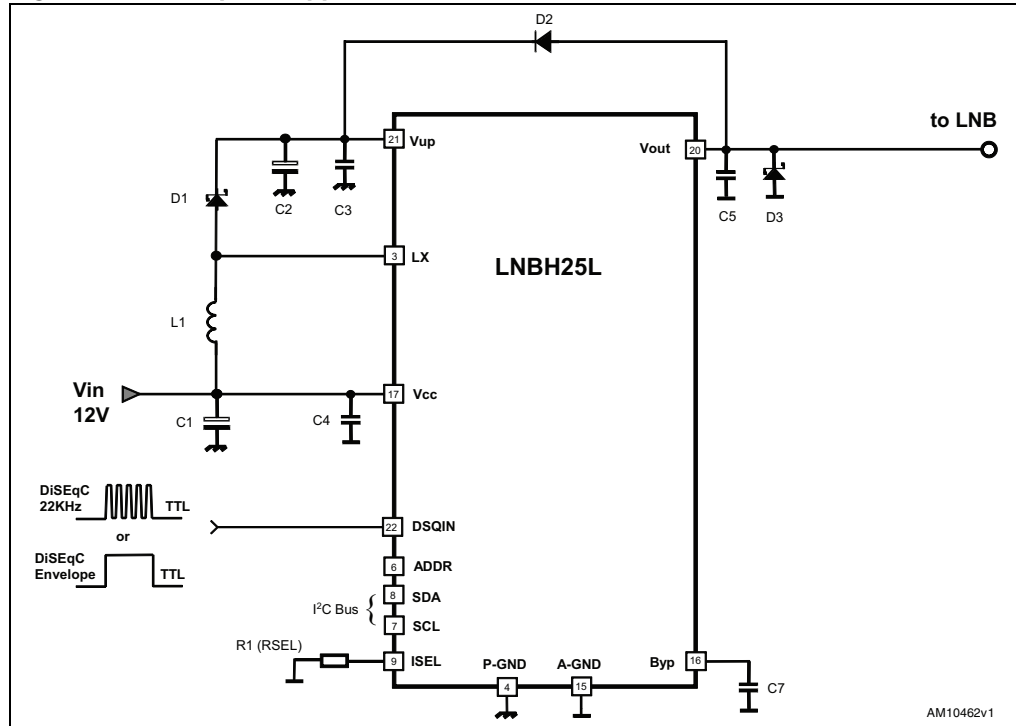 D2
to LNB
21 Vup
Vout 20
D1
C2
C3
C5
D3
3 LX
LNBH25L
L1
Vin
12V
17 Vcc
C1
C4
DiSEqC
22KHz
TTL
or
DiSEqC
Envelope
TTL
22 DSQIN
6 ADDR
8 SDA
I²C Bus {
7 SCL
R1 (RSEL)
9 ISEL
P-GND
4
A-GND
15
Byp 16
C7
AM10462v1